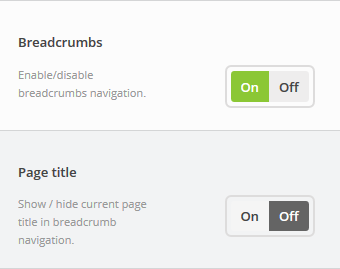 Breadcrumbs
Enable/disable
breadcrumbs navigation.
On Off
Page title
Show / hide current page
title in breadcrumb
navigation.
On Off